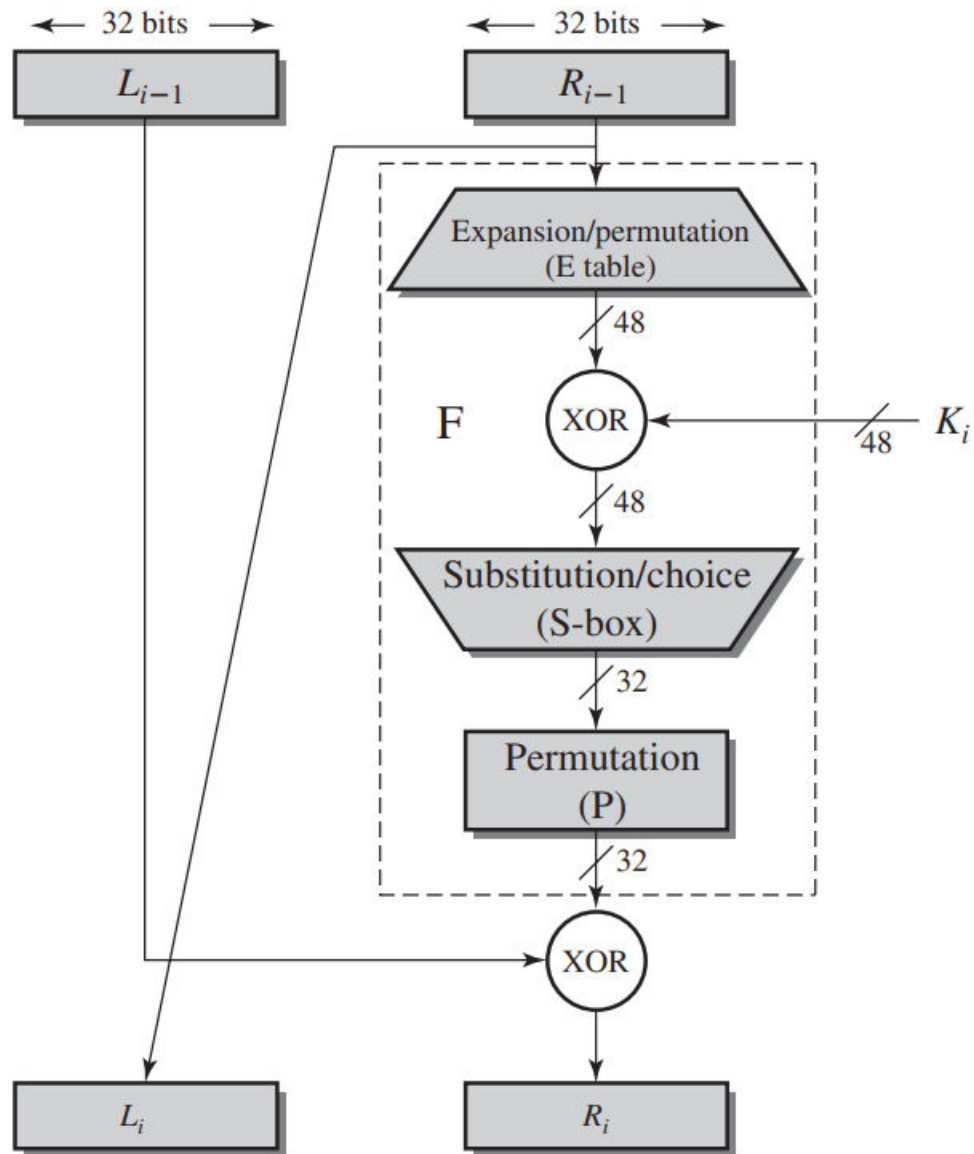 32 bits
32 bits
L_{i−1}
R_{i−1}
Expansion/permutation
(E table)
48
F
XOR
K_i
48
48
Substitution/choice
(S-box)
32
Permutation
(P)
32
XOR
L_i
R_i